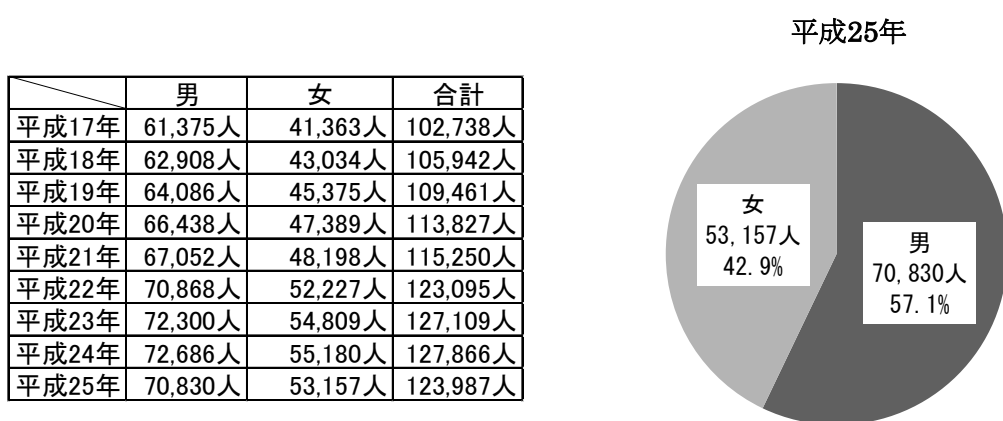 平成25年
男 女 合計
平成17年 61,375人 41,363人 102,738人
平成18年 62,908人 43,034人 105,942人
平成19年 64,086人 45,375人 109,461人
平成20年 66,438人 47,389人 113,827人
平成21年 67,052人 48,198人 115,250人
平成22年 70,868人 52,227人 123,095人
平成23年 72,300人 54,809人 127,109人
平成24年 72,686人 55,180人 127,866人
平成25年 70,830人 53,157人 123,987人
女
53,157人
42.9%
男
70,830人
57.1%